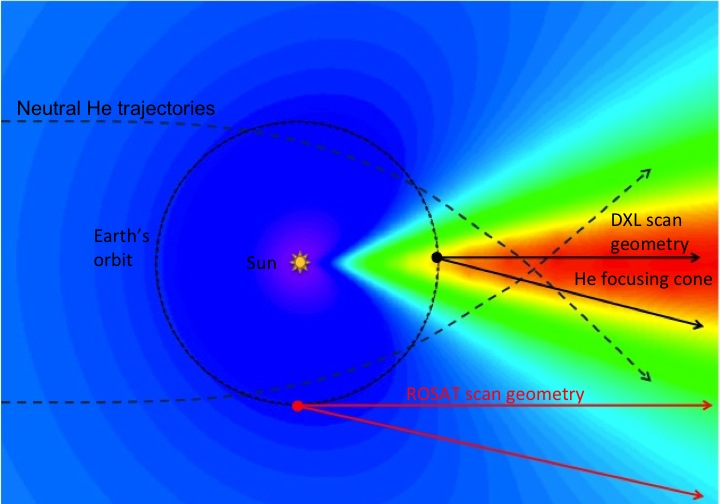 Neutral He trajectories
Earth's
orbit
Sun
DXL scan
geometry
He focusing cone
ROSAT scan geometry